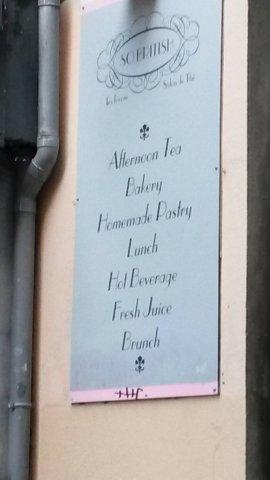 SO BRITISH
Tea Room Salon de Thé
Afternoon Tea
Bakery
Homemade Pastry
Lunch
Hot Beverage
Fresh Juice
Brunch